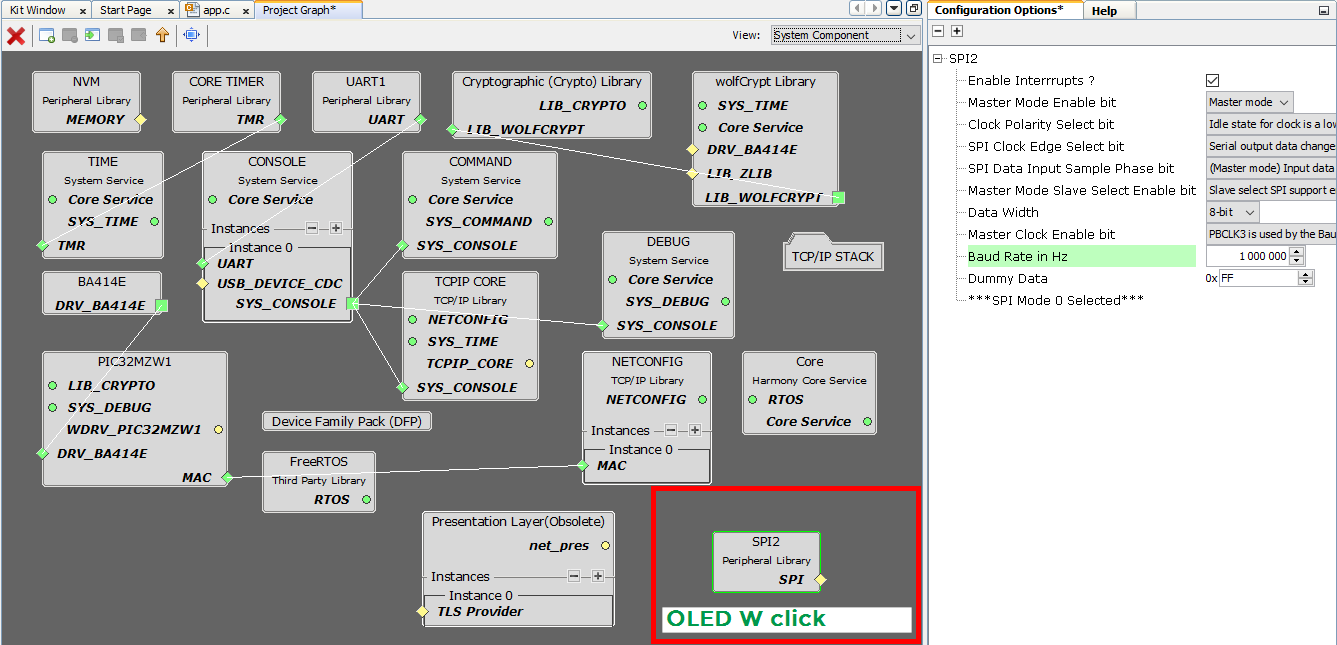 Kit Window
Start Page
app.c
Project Graph*
View:
System Component
NVM
Peripheral Library
MEMORY
CORE TIMER
Peripheral Library
TMR
UART1
Peripheral Library
UART
Cryptographic (Crypto) Library
LIB_CRYPTO
LIB_WOLFCRYPT
wolfCrypt Library
SYS_TIME
Core Service
DRV_BA414E
LIB_ZLIB
LIB_WOLFCRYPT
TIME
System Service
Core Service
SYS_TIME
TMR
CONSOLE
System Service
Core Service
Instances
Instance 0
UART
USB_DEVICE_CDC
SYS_CONSOLE
COMMAND
System Service
Core Service
SYS_COMMAND
SYS_CONSOLE
DEBUG
System Service
Core Service
SYS_DEBUG
SYS_CONSOLE
TCP/IP STACK
BA414E
DRV_BA414E
TCPIP CORE
TCP/IP Library
NETCONFIG
SYS_TIME
TCPIP_CORE
SYS_CONSOLE
PIC32MZW1
LIB_CRYPTO
SYS_DEBUG
WDRV_PIC32MZW1
DRV_BA414E
MAC
Device Family Pack (DFP)
NETCONFIG
TCP/IP Library
NETCONFIG
Instances
Instance 0
MAC
Core
Harmony Core Service
RTOS
Core Service
FreeRTOS
Third Party Library
RTOS
Presentation Layer(Obsolete)
net_pres
Instances
Instance 0
TLS Provider
SPI2
Peripheral Library
SPI
OLED W click
Configuration Options*
Help
SPI2
Enable Interrrupts ?
Master Mode Enable bit Master mode
Clock Polarity Select bit Idle state for clock is a low
SPI Clock Edge Select bit Serial output data change
SPI Data Input Sample Phase bit (Master mode) Input data
Master Mode Slave Select Enable bit Slave select SPI support e
Data Width 8-bit
Master Clock Enable bit PBCLK3 is used by the Bau
Baud Rate in Hz 1 000 000
Dummy Data 0x FF
***SPI Mode 0 Selected***